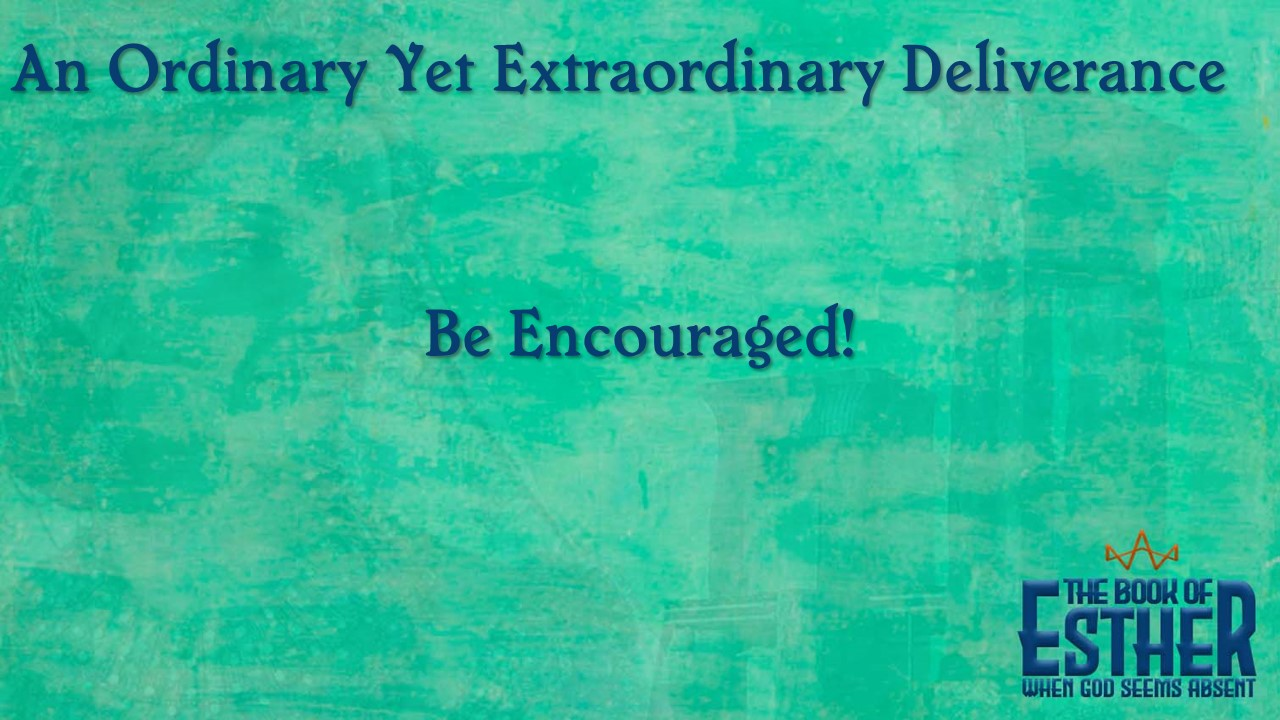 An Ordinary Yet Extraordinary Deliverance
Be Encouraged!
THE BOOK OF
ESTHER
WHEN GOD SEEMS ABSENT